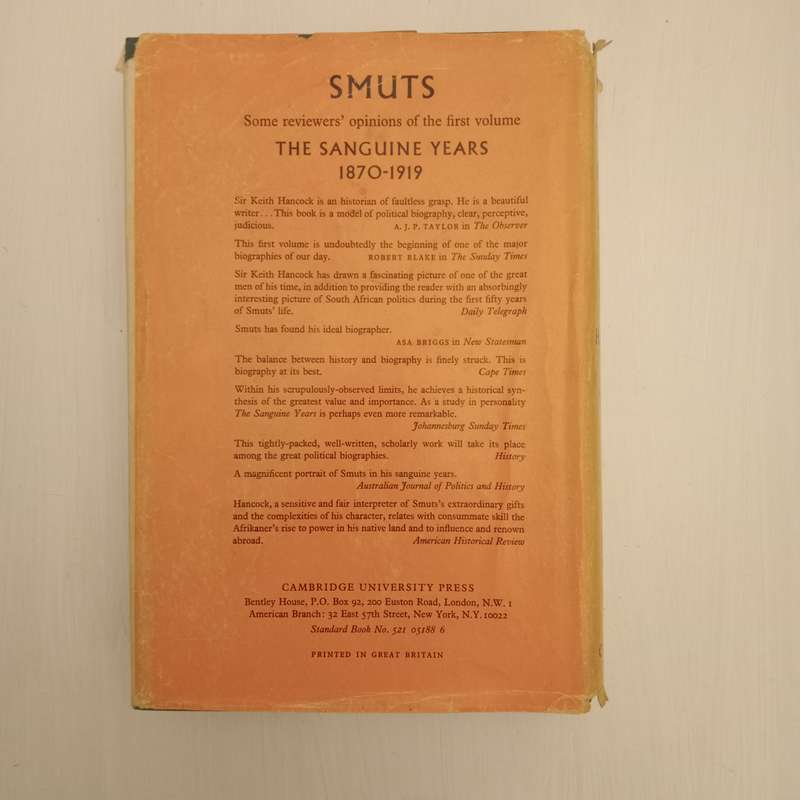 SMUTS
Some reviewers' opinions of the first volume
THE SANGUINE YEARS
1870-1919
Sir Keith Hancock is an historian of faultless grasp. He is a beautiful
writer...This book is a model of political biography, clear, perceptive,
judicious. A. J. P. TAYLOR in The Observer
This first volume is undoubtedly the beginning of one of the major
biographies of our day. ROBERT BLAKE in The Sunday Times
Sir Keith Hancock has drawn a fascinating picture of one of the great
men of his time, in addition to providing the reader with an absorbingly
interesting picture of South African politics during the first fifty years
of Smuts' life. Daily Telegraph
Smuts has found his ideal biographer.
ASA BRIGGS in New Statesman
The balance between history and biography is finely struck. This is
biography at its best. Cape Times
Within his scrupulously-observed limits, he achieves a historical syn-
thesis of the greatest value and importance. As a study in personality
The Sanguine Years is perhaps even more remarkable.
Johannesburg Sunday Times
This tightly-packed, well-written, scholarly work will take its place
among the great political biographies. History
A magnificent portrait of Smuts in his sanguine years.
Australian Journal of Politics and History
Hancock, a sensitive and fair interpreter of Smuts's extraordinary gifts
and the complexities of his character, relates with consummate skill the
Afrikaner's rise to power in his native land and to influence and renown
abroad. American Historical Review
CAMBRIDGE UNIVERSITY PRESS
Bentley House, P.O. Box 92, 200 Euston Road, London, N.W. 1
American Branch: 32 East 57th Street, New York, N.Y. 10022
Standard Book No. 521 05188 6
PRINTED IN GREAT BRITAIN